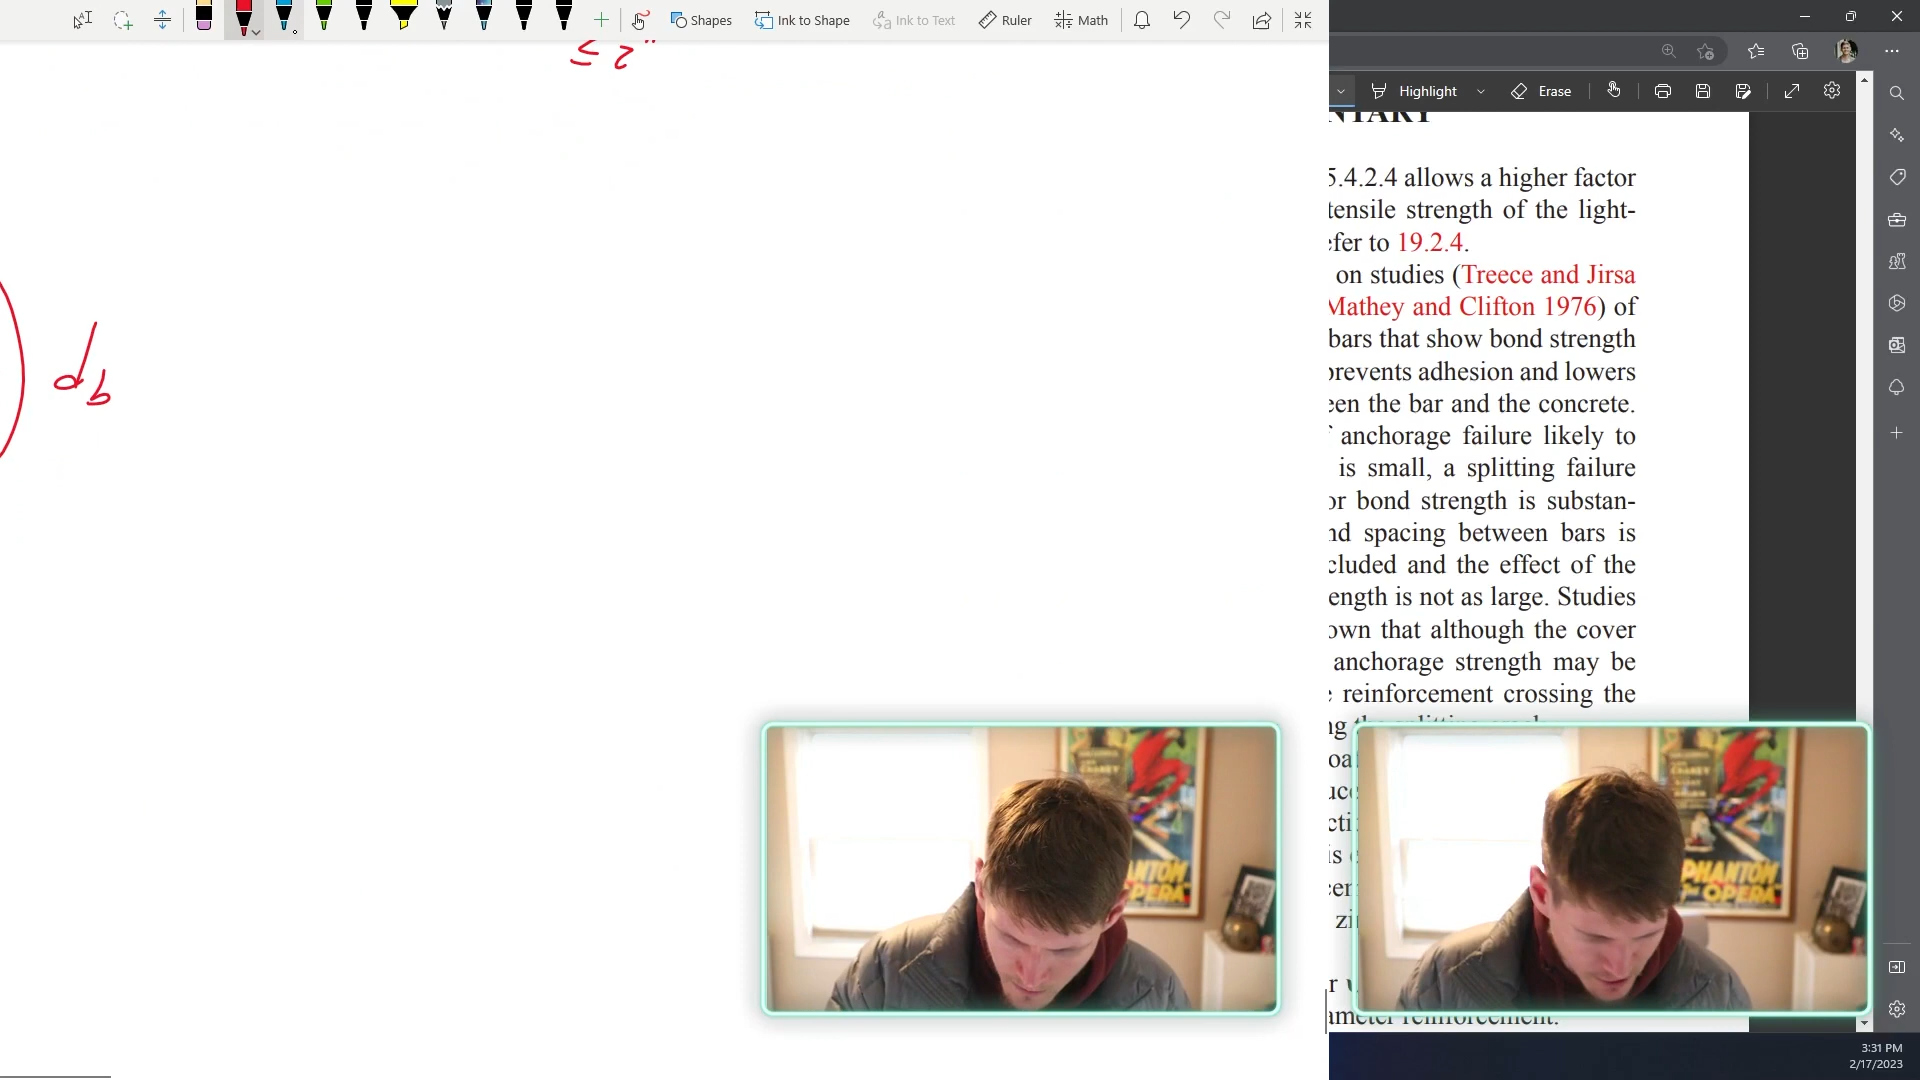 Shapes
Ink to Shape
Ink to Text
Ruler
Math
≤ 2"
d_b
Highlight
Erase
5.4.2.4 allows a higher factor
tensile strength of the light-
efer to 19.2.4.
on studies (Treece and Jirsa
Mathey and Clifton 1976) of
bars that show bond strength
prevents adhesion and lowers
een the bar and the concrete.
anchorage failure likely to
is small, a splitting failure
or bond strength is substan-
nd spacing between bars is
cluded and the effect of the
ength is not as large. Studies
own that although the cover
anchorage strength may be
reinforcement crossing the
PHANTOM
OPERA
3:31 PM
2/17/2023